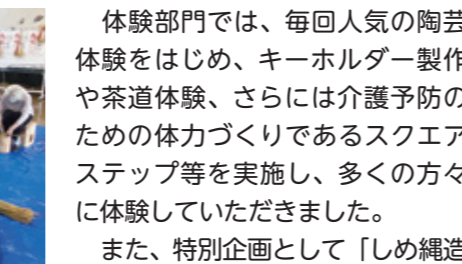 体験部門では、毎回人気の陶芸
体験をはじめ、キーホルダー製作
や茶道体験、さらには介護予防の
ための体力づくりであるスクエア
ステップ等を実施し、多くの方々
に体験していただきました。
また、特別企画として「しめ縄造